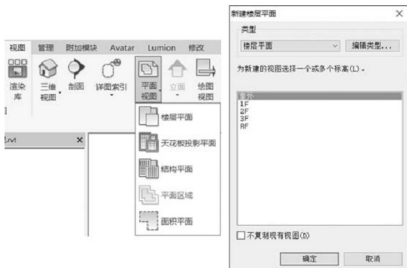 视图 管理 附加模块 Avatar Lumion 修改
渲染库 三维视图 剖面 详图索引 平面视图 立面 绘图视图
楼层平面
天花板投影平面
结构平面
平面区域
面积平面
新建楼层平面
类型
楼层平面 编辑类型...
为新建的视图选择一个或多个标高(L)。
室外
1F
2F
3F
RF
不复制现有视图(D)
确定 取消